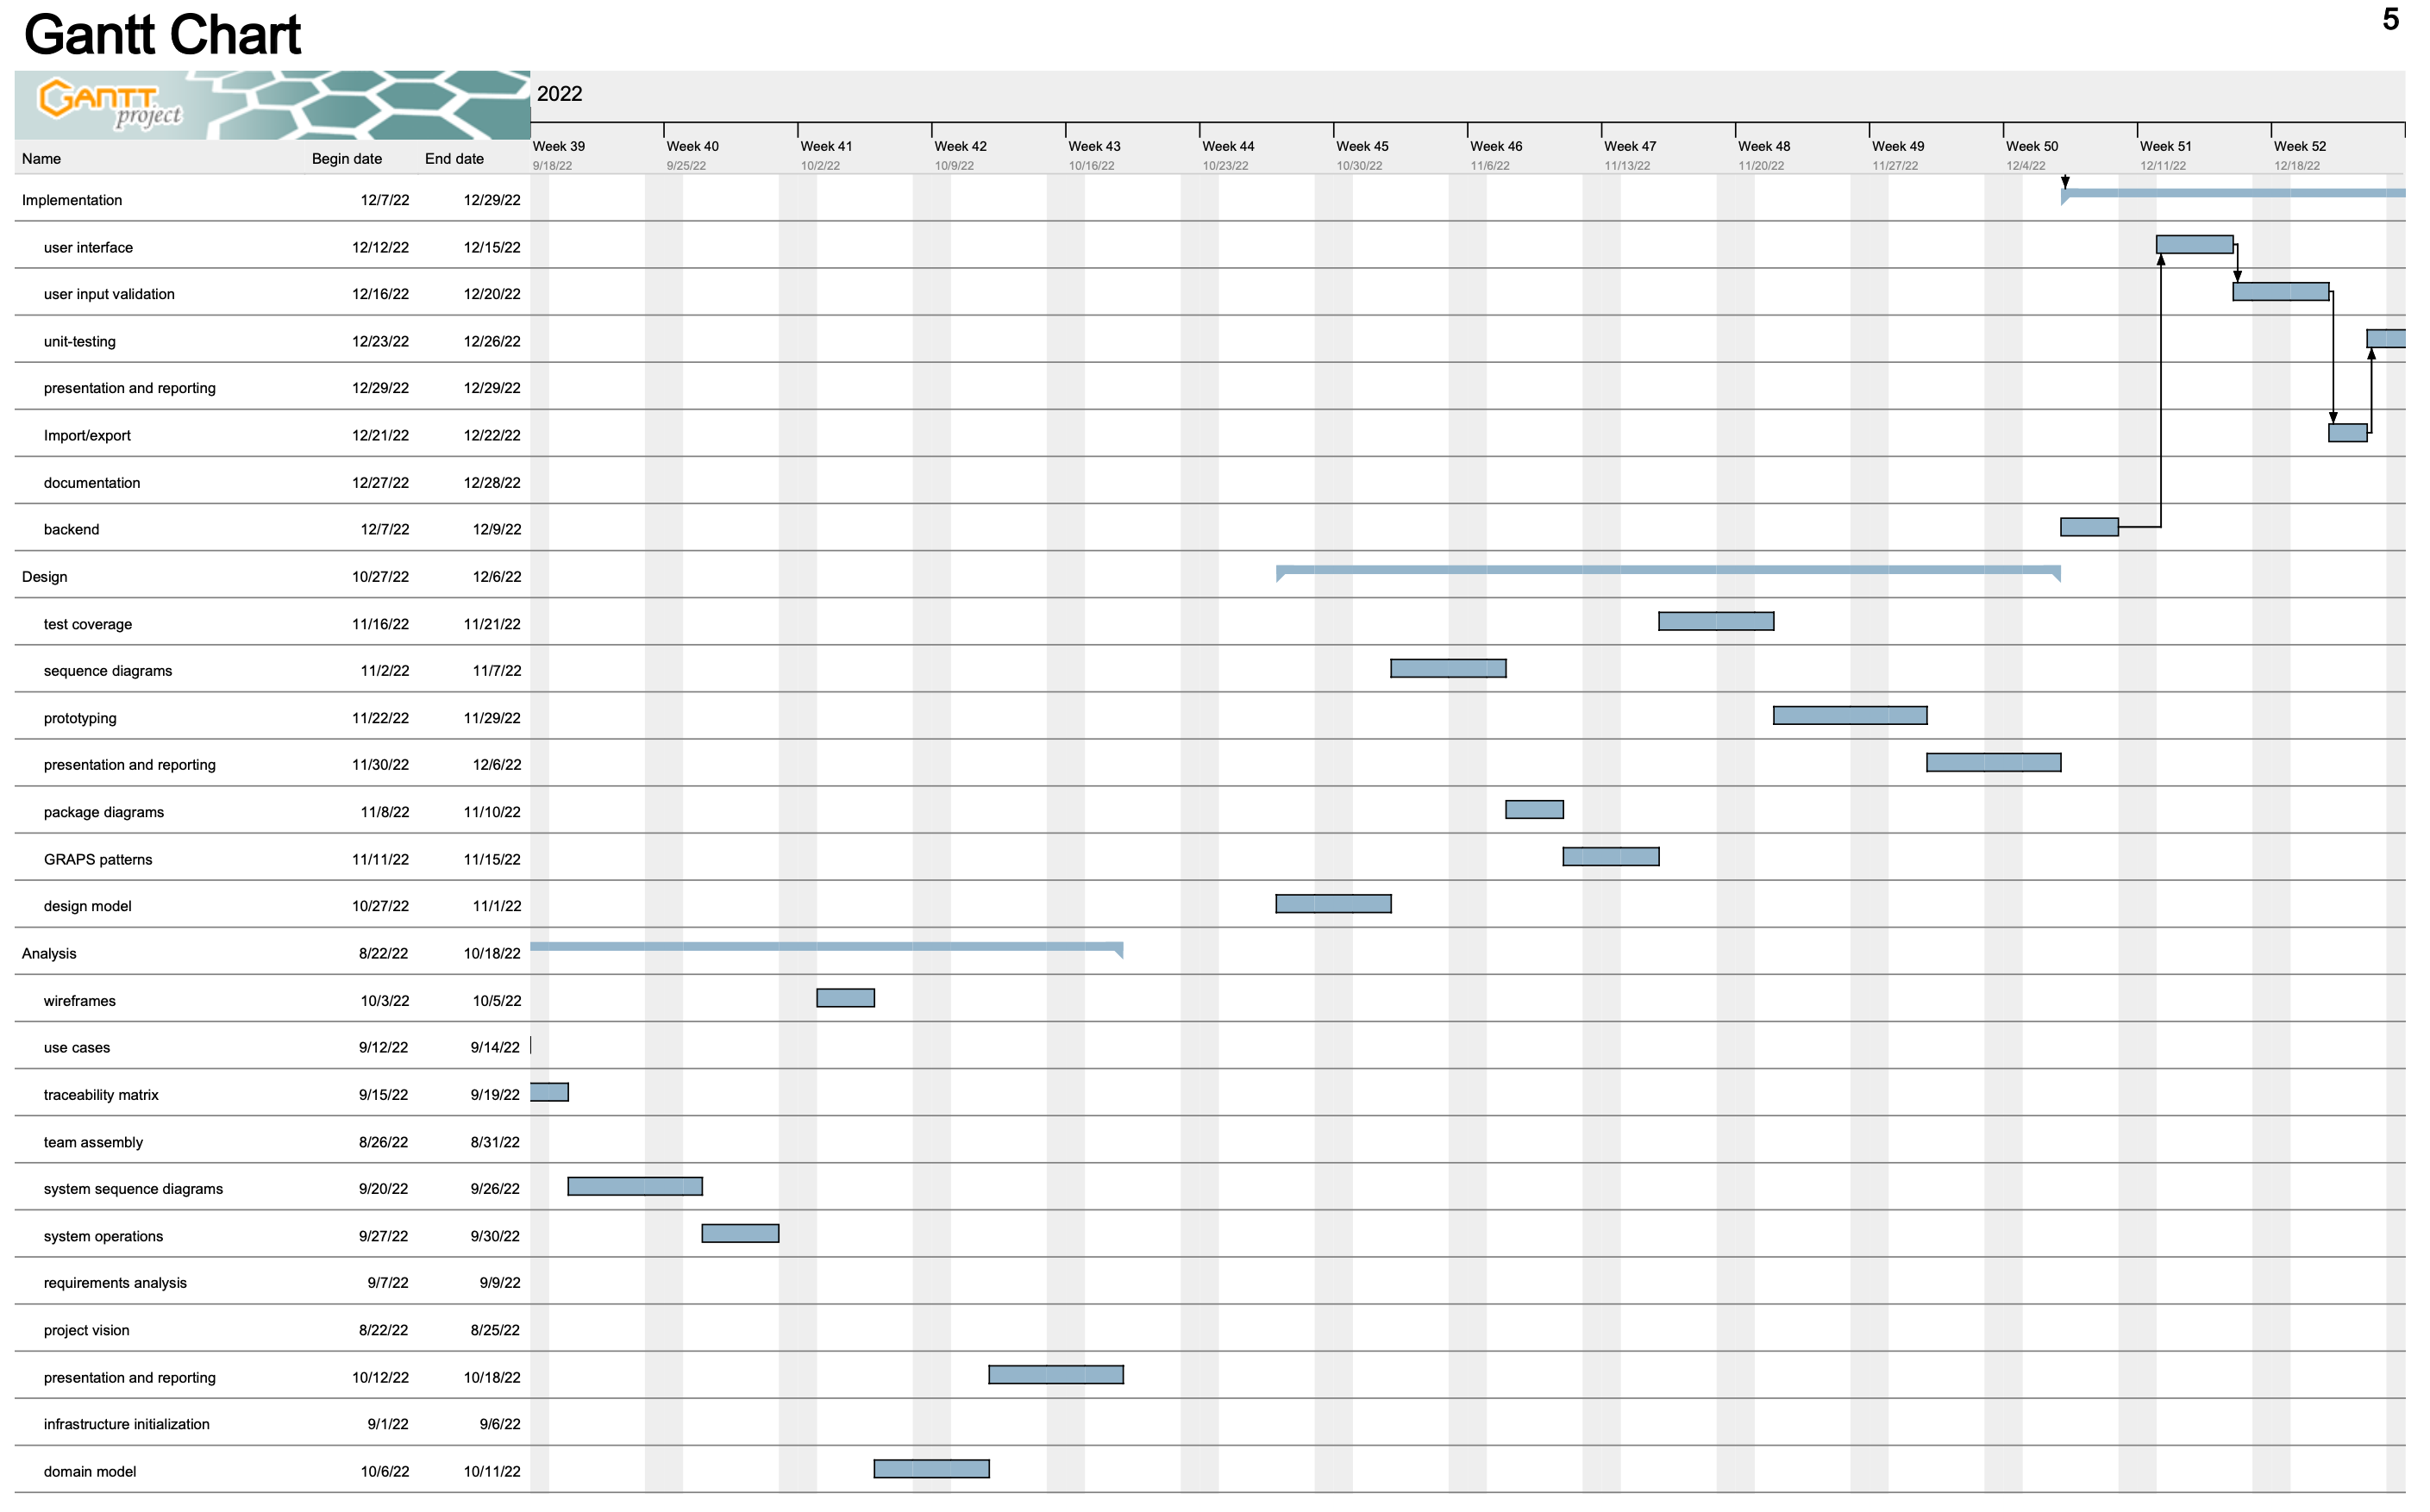 Gantt Chart
5
GANTT
project
2022
Name Begin date End date
Week 39 Week 40 Week 41 Week 42 Week 43 Week 44 Week 45 Week 46 Week 47 Week 48 Week 49 Week 50 Week 51 Week 52
9/18/22 9/25/22 10/2/22 10/9/22 10/16/22 10/23/22 10/30/22 11/6/22 11/13/22 11/20/22 11/27/22 12/4/22 12/11/22 12/18/22
Implementation 12/7/22 12/29/22
user interface 12/12/22 12/15/22
user input validation 12/16/22 12/20/22
unit-testing 12/23/22 12/26/22
presentation and reporting 12/29/22 12/29/22
Import/export 12/21/22 12/22/22
documentation 12/27/22 12/28/22
backend 12/7/22 12/9/22
Design 10/27/22 12/6/22
test coverage 11/16/22 11/21/22
sequence diagrams 11/2/22 11/7/22
prototyping 11/22/22 11/29/22
presentation and reporting 11/30/22 12/6/22
package diagrams 11/8/22 11/10/22
GRAPS patterns 11/11/22 11/15/22
design model 10/27/22 11/1/22
Analysis 8/22/22 10/18/22
wireframes 10/3/22 10/5/22
use cases 9/12/22 9/14/22
traceability matrix 9/15/22 9/19/22
team assembly 8/26/22 8/31/22
system sequence diagrams 9/20/22 9/26/22
system operations 9/27/22 9/30/22
requirements analysis 9/7/22 9/9/22
project vision 8/22/22 8/25/22
presentation and reporting 10/12/22 10/18/22
infrastructure initialization 9/1/22 9/6/22
domain model 10/6/22 10/11/22